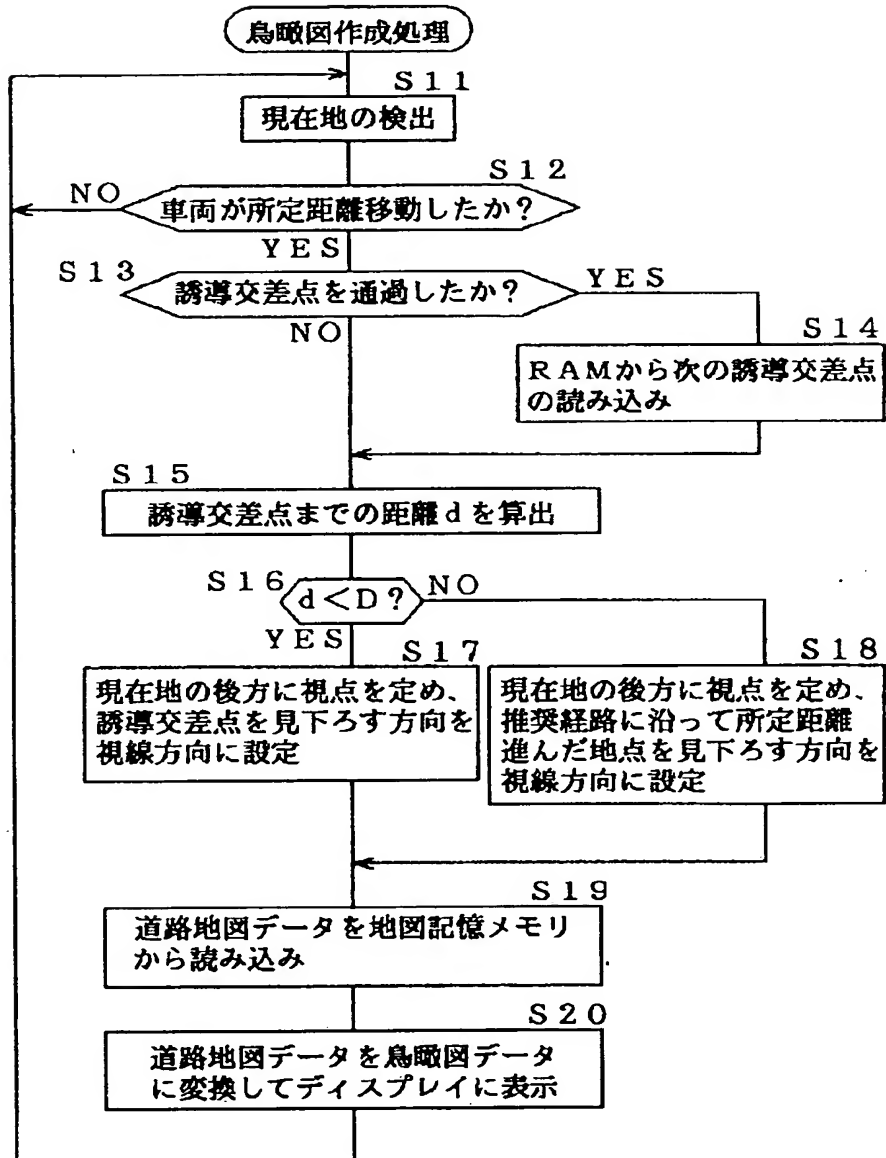 鳥瞰図作成処理
S11
現在地の検出
S12
NO
車両が所定距離移動したか?
YES
S13
誘導交差点を通過したか?
YES
NO
S14
RAMから次の誘導交差点
の読み込み
S15
誘導交差点までの距離dを算出
S16
d<D?
NO
YES
S17
現在地の後方に視点を定め、
誘導交差点を見下ろす方向を
視線方向に設定
S18
現在地の後方に視点を定め、
推奨経路に沿って所定距離
進んだ地点を見下ろす方向を
視線方向に設定
S19
道路地図データを地図記憶メモリ
から読み込み
S20
道路地図データを鳥瞰図データ
に変換してディスプレイに表示